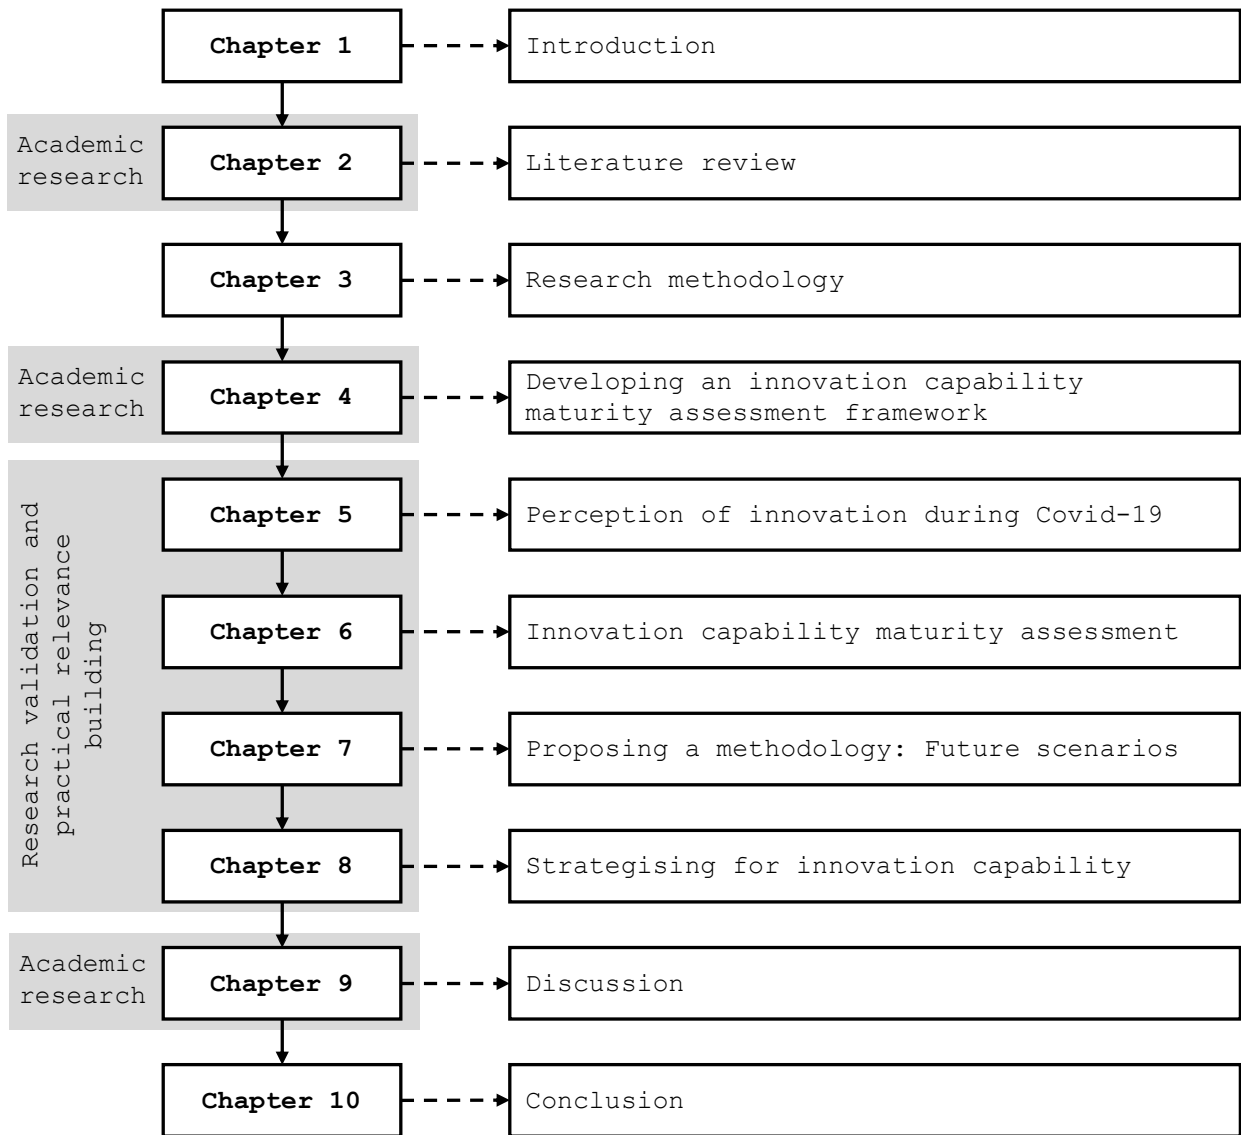 Chapter 1
Introduction
Academic
research
Chapter 2
Literature review
Chapter 3
Research methodology
Academic
research
Chapter 4
Developing an innovation capability
maturity assessment framework
Research validation and
practical relevance
building
Chapter 5
Perception of innovation during Covid-19
Chapter 6
Innovation capability maturity assessment
Chapter 7
Proposing a methodology: Future scenarios
Chapter 8
Strategising for innovation capability
Academic
research
Chapter 9
Discussion
Chapter 10
Conclusion